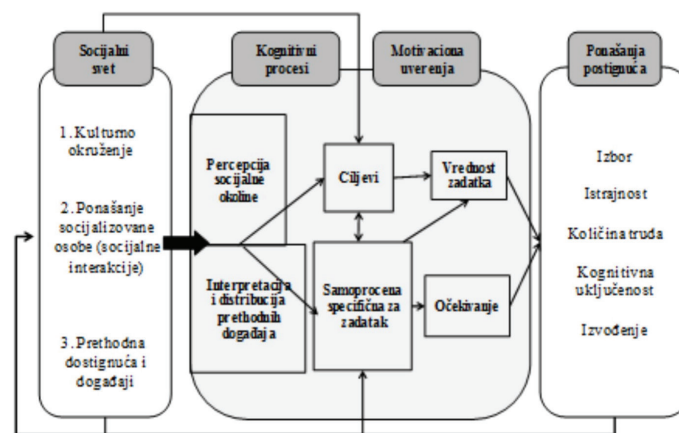 Socijalni
svet
Kognitivni
procesi
Motivaciona
uverenja
Ponašanja
postignuća
1. Kulturno
okruženje
2. Ponašanje
socijalizovane
osobe (socijalne
interakcije)
3. Prethodna
dostignuća i
događaji
Percepcija
socijalne
okoline
Interpretacija
i distribucija
prethodnih
događaja
Ciljevi
Samoprocena
specifična za
zadatak
Vrednost
zadatka
Očekivanje
Izbor
Istrajnost
Količina truda
Kognitivna
uključenost
Izvođenje